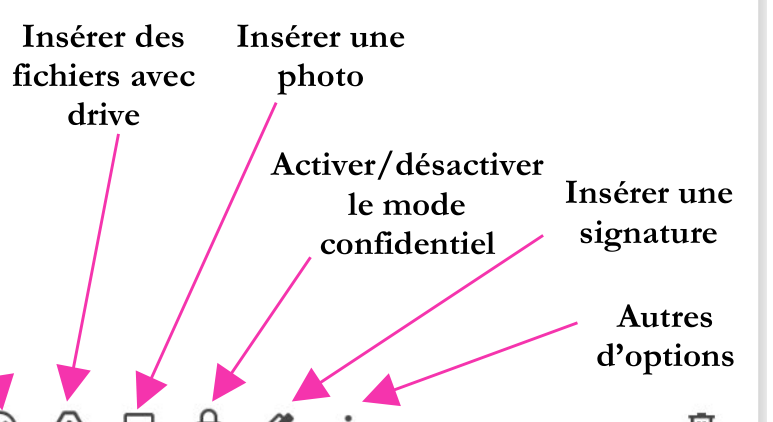 Insérer des
fichiers avec
drive
Insérer une
photo
Activer/désactiver
le mode
confidentiel
Insérer une
signature
Autres
d’options